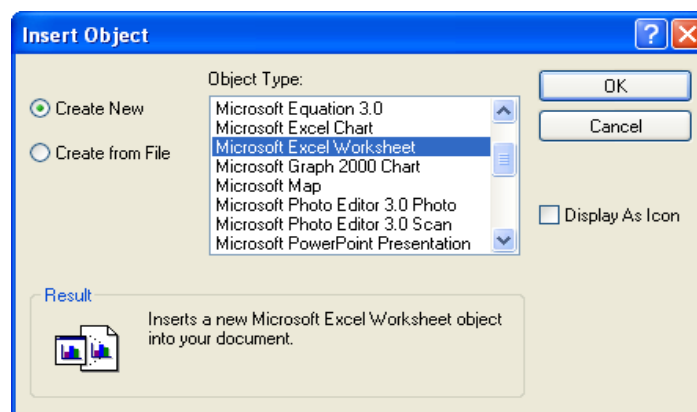 Insert Object
Object Type:
Create New
Create from File
Microsoft Equation 3.0
Microsoft Excel Chart
Microsoft Excel Worksheet
Microsoft Graph 2000 Chart
Microsoft Map
Microsoft Photo Editor 3.0 Photo
Microsoft Photo Editor 3.0 Scan
Microsoft PowerPoint Presentation
OK
Cancel
Display As Icon
Result
Inserts a new Microsoft Excel Worksheet object
into your document.